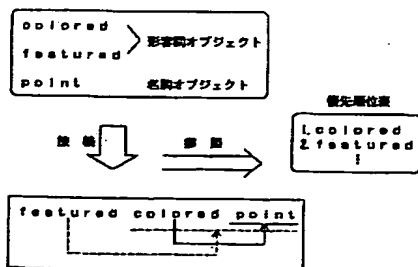 colored
形容詞オブジェクト
featured
point 名詞オブジェクト
優先順位表
1.colored
2.featured
接続 参照
featured colored point